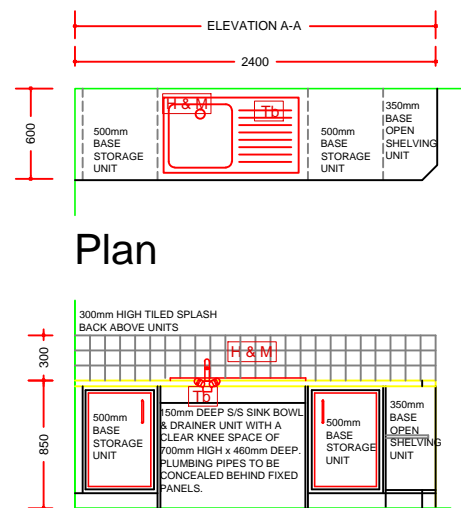 ELEVATION A-A
2400
600
H & M
Tb
500mm
BASE
STORAGE
UNIT
500mm
BASE
STORAGE
UNIT
350mm
BASE
OPEN
SHELVING
UNIT
Plan
300mm HIGH TILED SPLASH
BACK ABOVE UNITS
300
H & M
Tb
850
500mm
BASE
STORAGE
UNIT
150mm DEEP S/S SINK BOWL
& DRAINER UNIT WITH A
CLEAR KNEE SPACE OF
700mm HIGH x 460mm DEEP.
PLUMBING PIPES TO BE
CONCEALED BEHIND FIXED
PANELS.
500mm
BASE
STORAGE
UNIT
350mm
BASE
OPEN
SHELVING
UNIT